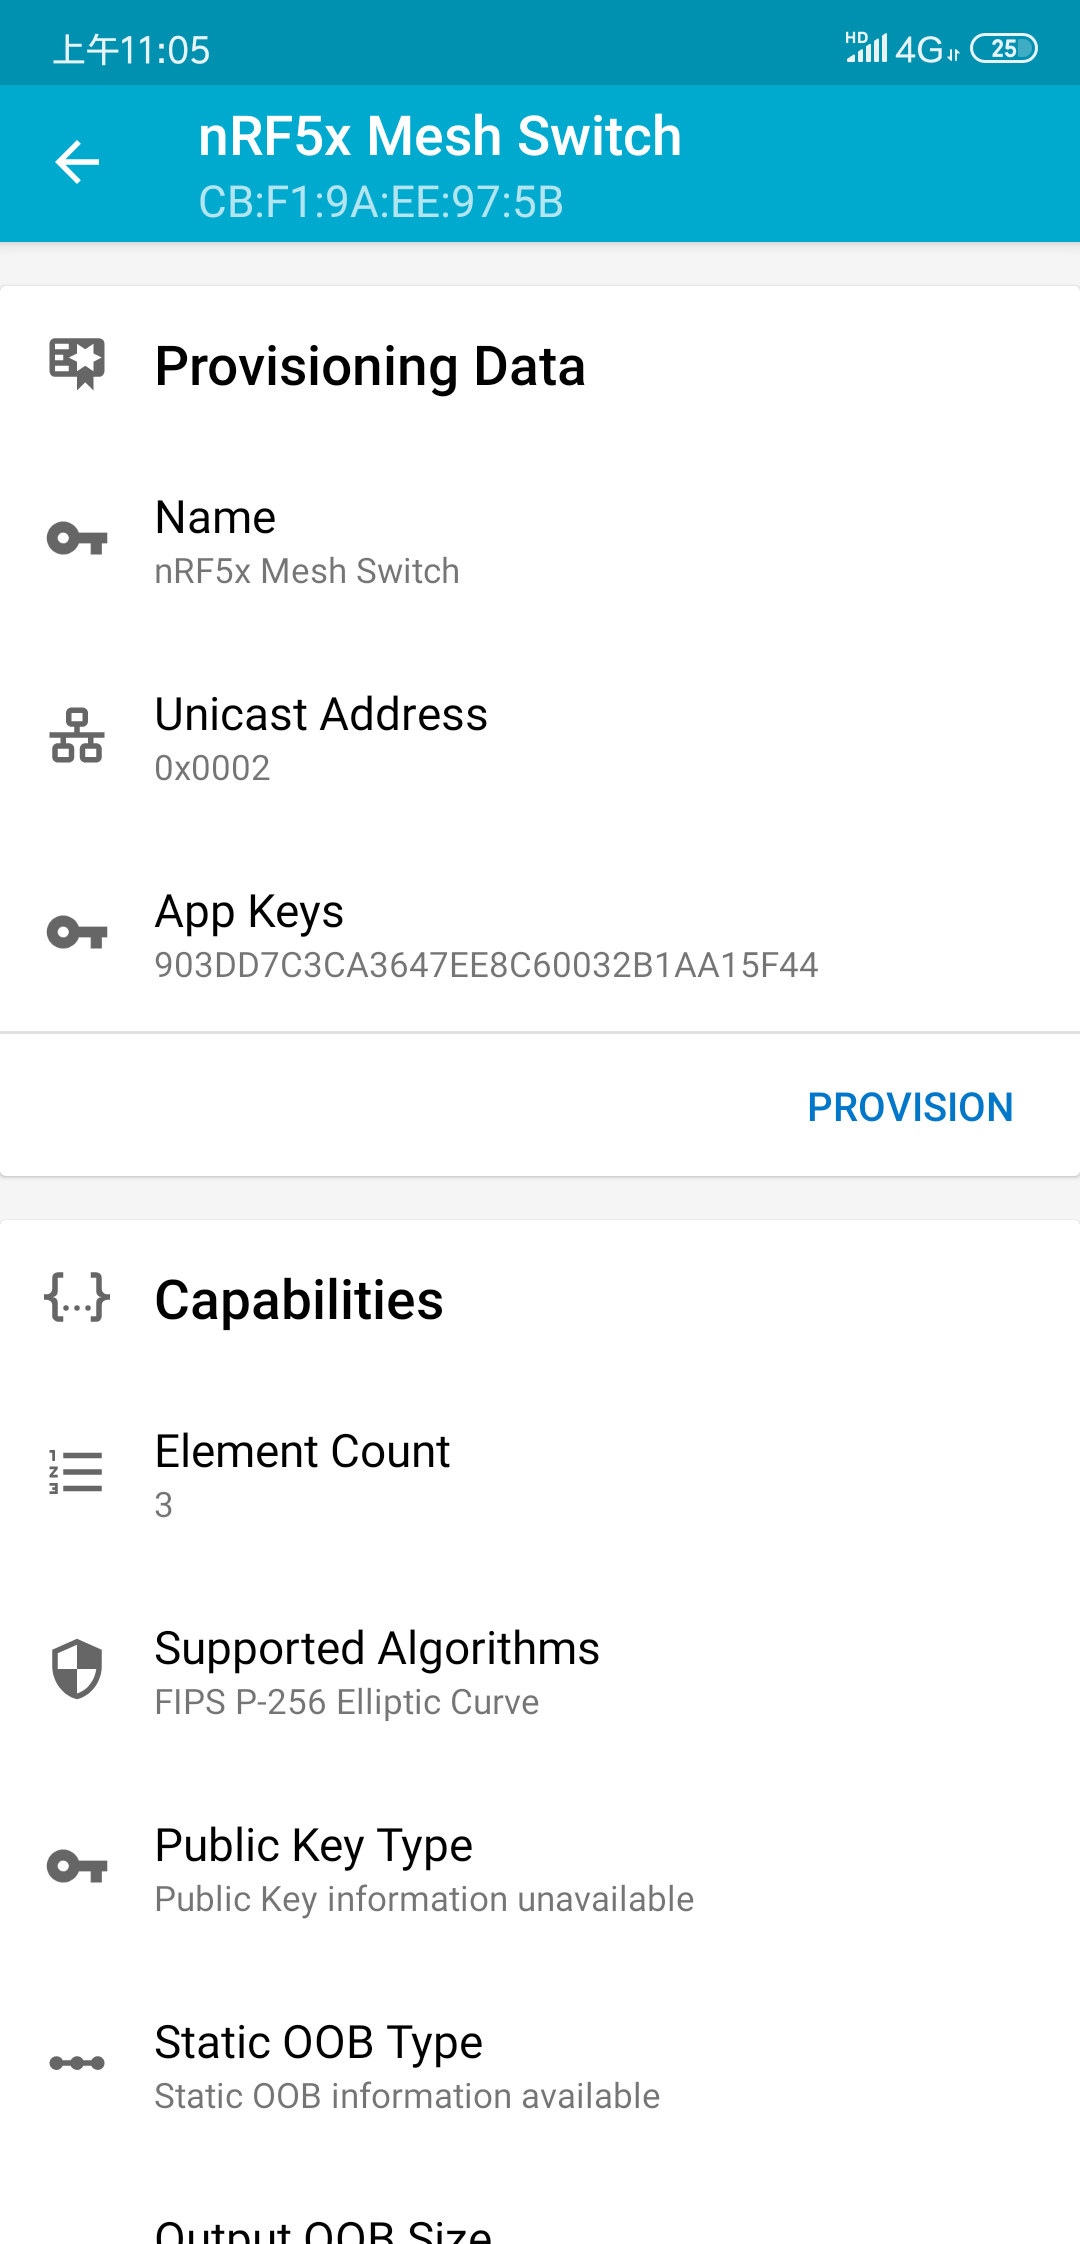 上午11:05
HD 4G 25
nRF5x Mesh Switch
CB:F1:9A:EE:97:5B
Provisioning Data
Name
nRF5x Mesh Switch
Unicast Address
0x0002
App Keys
903DD7C3CA3647EE8C60032B1AA15F44
PROVISION
Capabilities
Element Count
3
Supported Algorithms
FIPS P-256 Elliptic Curve
Public Key Type
Public Key information unavailable
Static OOB Type
Static OOB information available
Output OOB Size